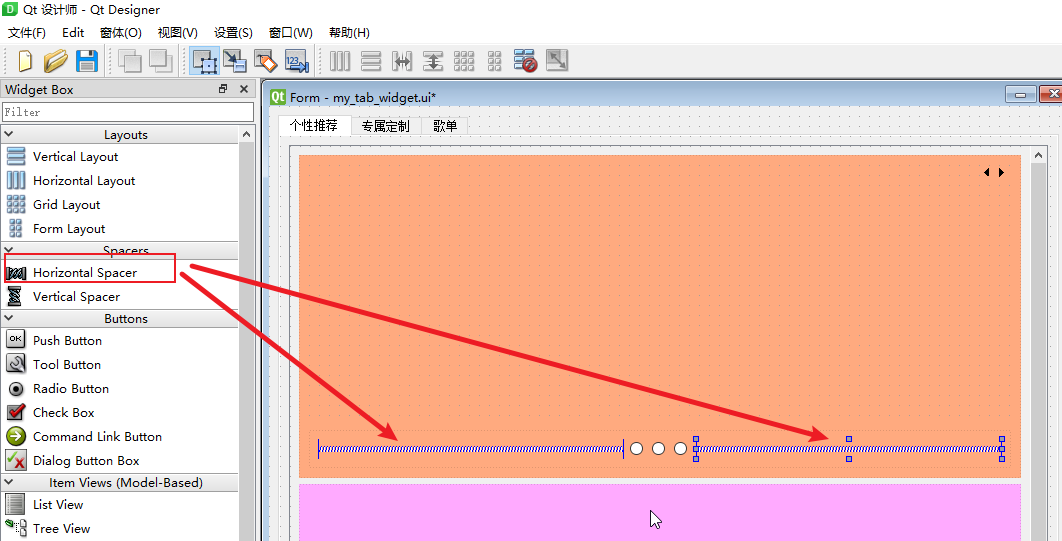 Qt 设计师 - Qt Designer
文件(F) Edit 窗体(O) 视图(V) 设置(S) 窗口(W) 帮助(H)
123
Widget Box
Qt Form - my_tab_widget.ui*
Filter
个性推荐 专属定制 歌单
Layouts
Vertical Layout
Horizontal Layout
Grid Layout
Form Layout
Spacers
Horizontal Spacer
Vertical Spacer
Buttons
OK Push Button
Tool Button
Radio Button
Check Box
Command Link Button
Dialog Button Box
Item Views (Model-Based)
List View
Tree View